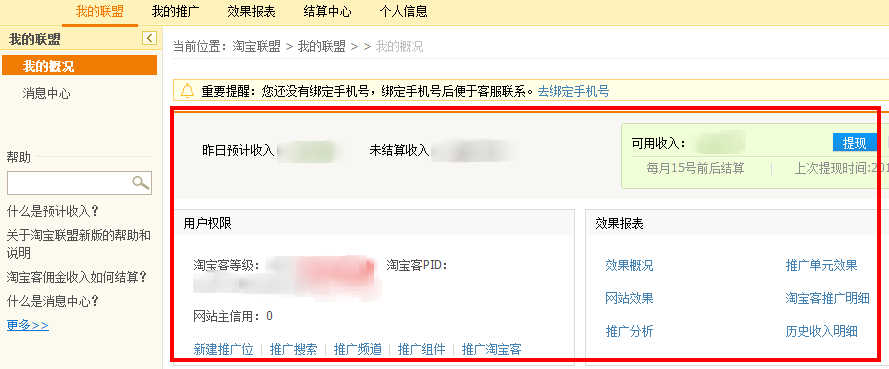 我的联盟 我的推广 效果报表 结算中心 个人信息
我的联盟
我的概况
消息中心
帮助
什么是预计收入?
关于淘宝联盟新版的帮助和
说明
淘宝客佣金收入如何结算?
什么是消息中心?
更多>>
当前位置: 淘宝联盟 > 我的联盟 > > 我的概况
重要提醒: 您还没有绑定手机号, 绑定手机号后便于客服联系。去绑定手机号
昨日预计收入 未结算收入 可用收入: 提现
每月15号前后结算 | 上次提现时间:201
用户权限
淘宝客等级: 淘宝客PID:
网站主信用: 0
新建推广位 | 推广搜索 | 推广频道 | 推广组件 | 推广淘宝客
效果报表
效果概况 推广单元效果
网站效果 淘宝客推广明细
推广分析 历史收入明细